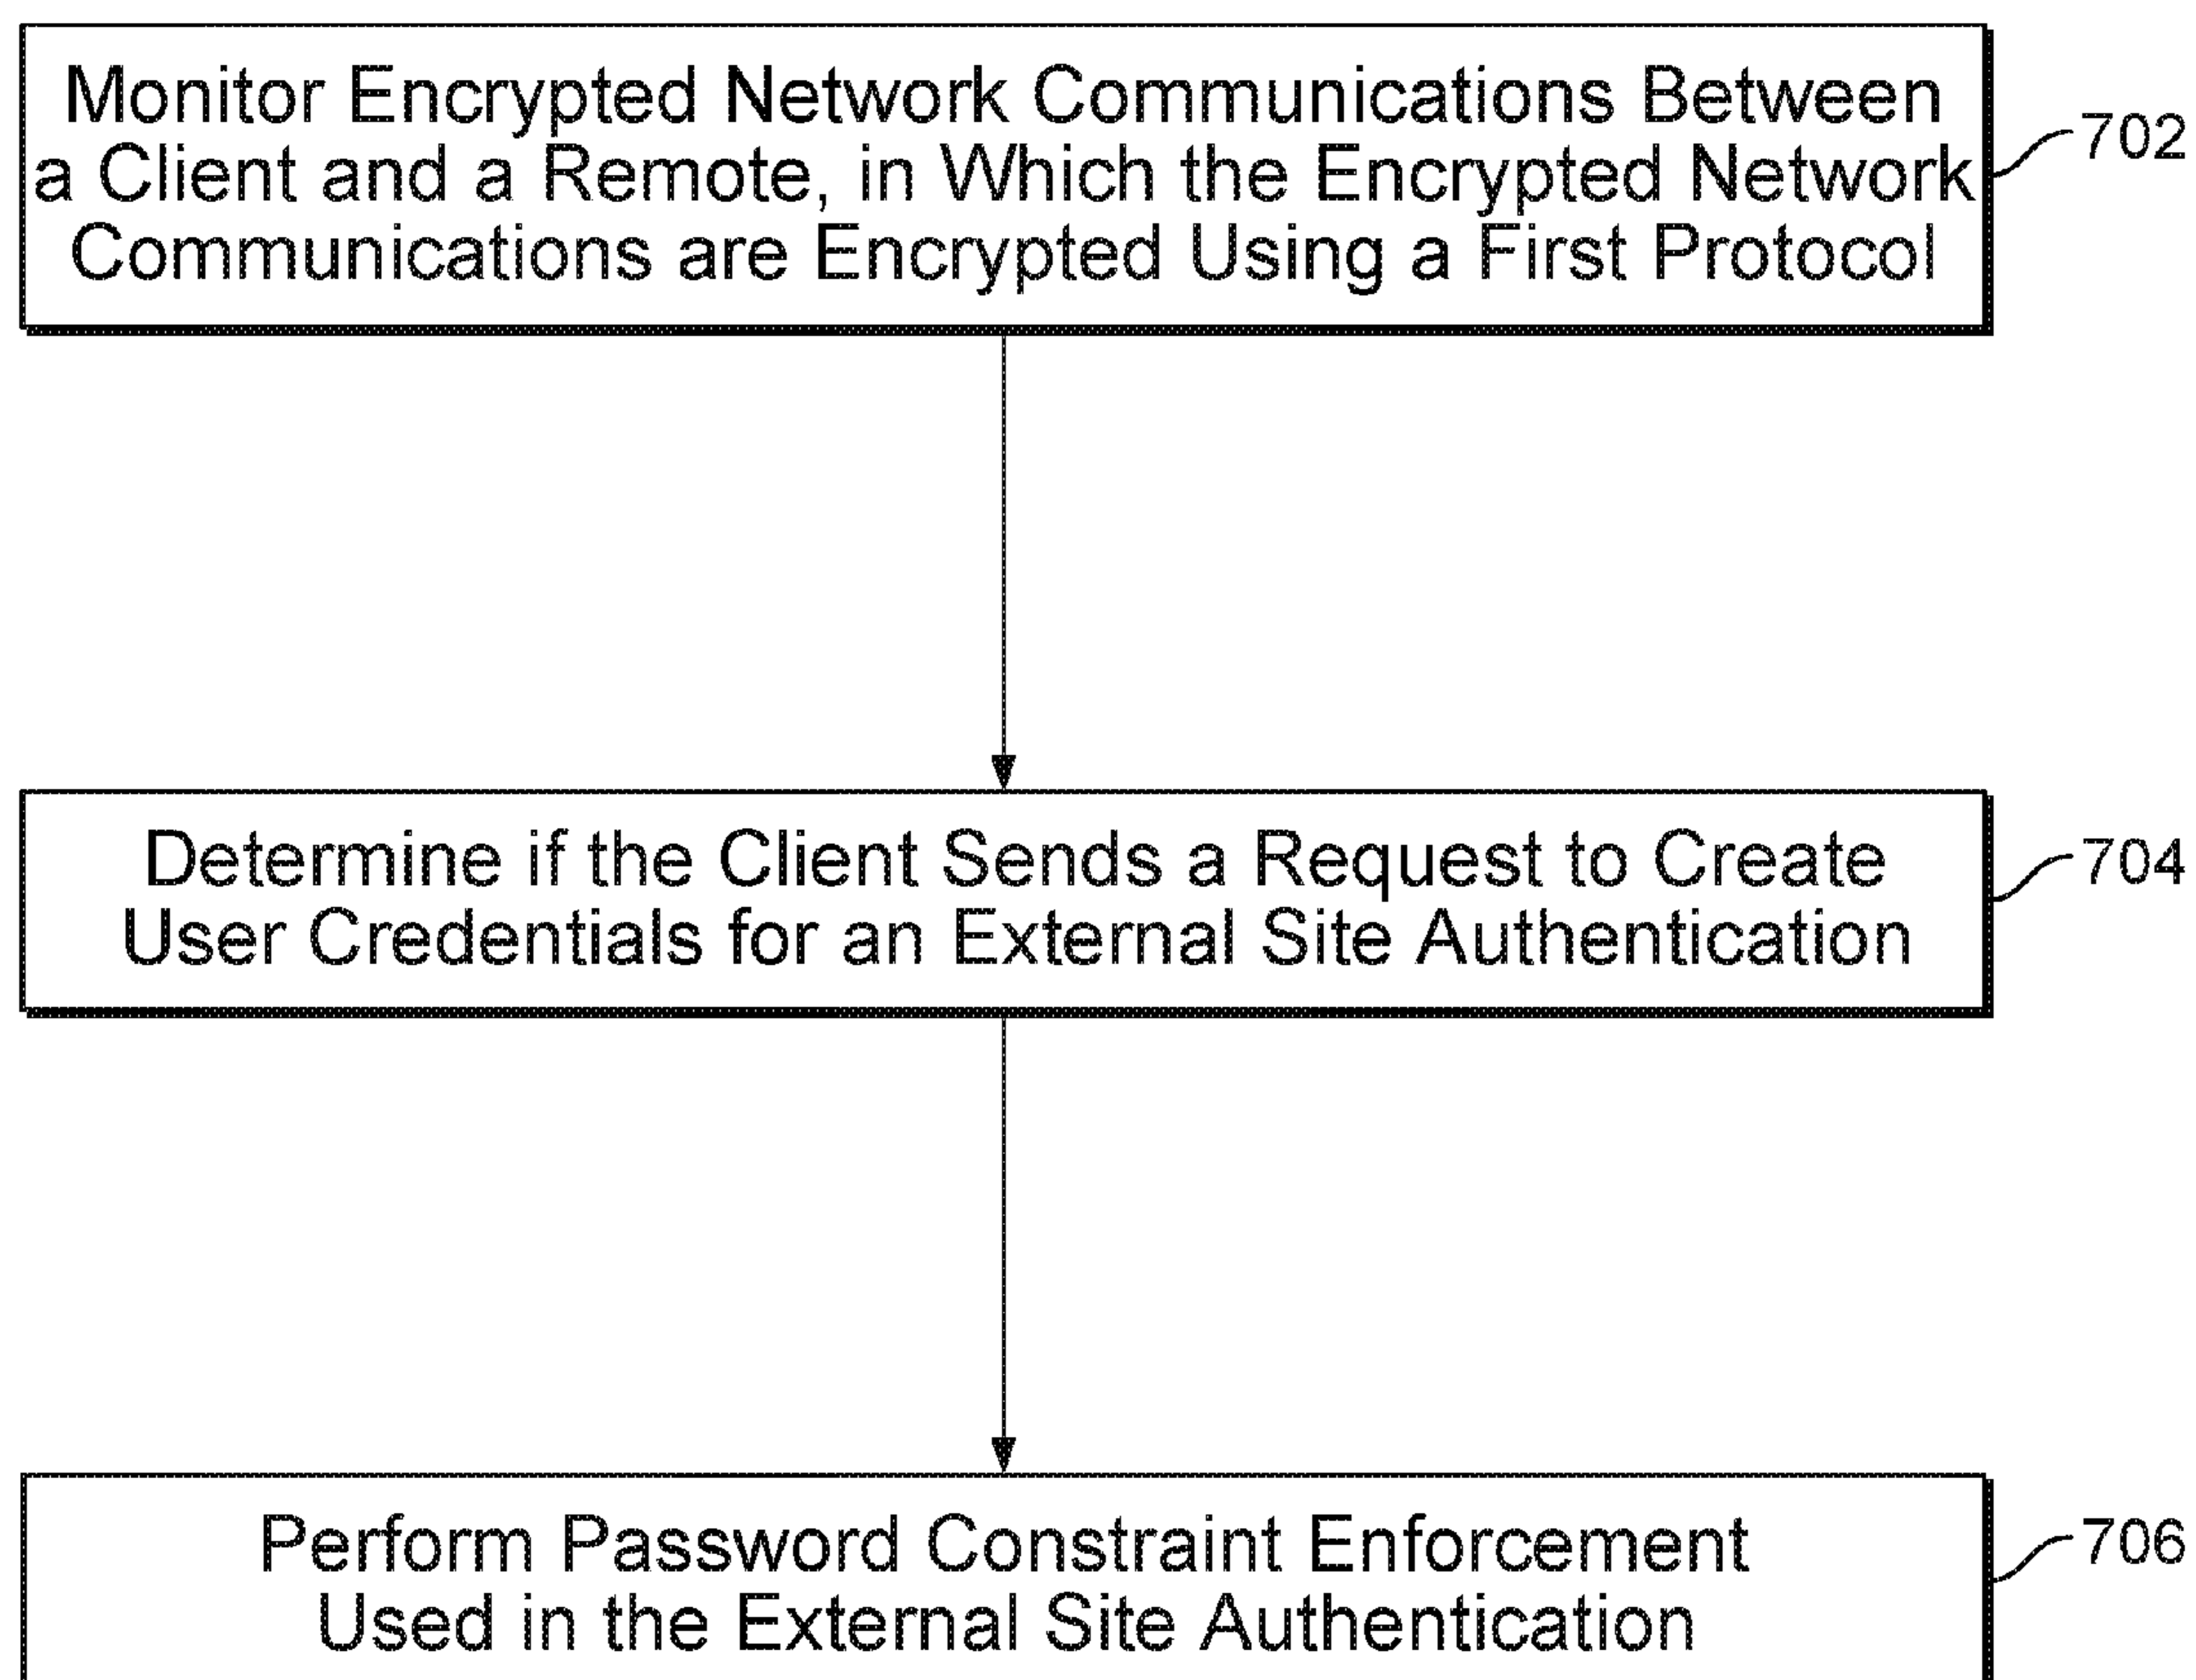 Monitor Encrypted Network Communications Between
a Client and a Remote, in Which the Encrypted Network
Communications are Encrypted Using a First Protocol
702
Determine if the Client Sends a Request to Create
User Credentials for an External Site Authentication
704
Perform Password Constraint Enforcement
Used in the External Site Authentication
706